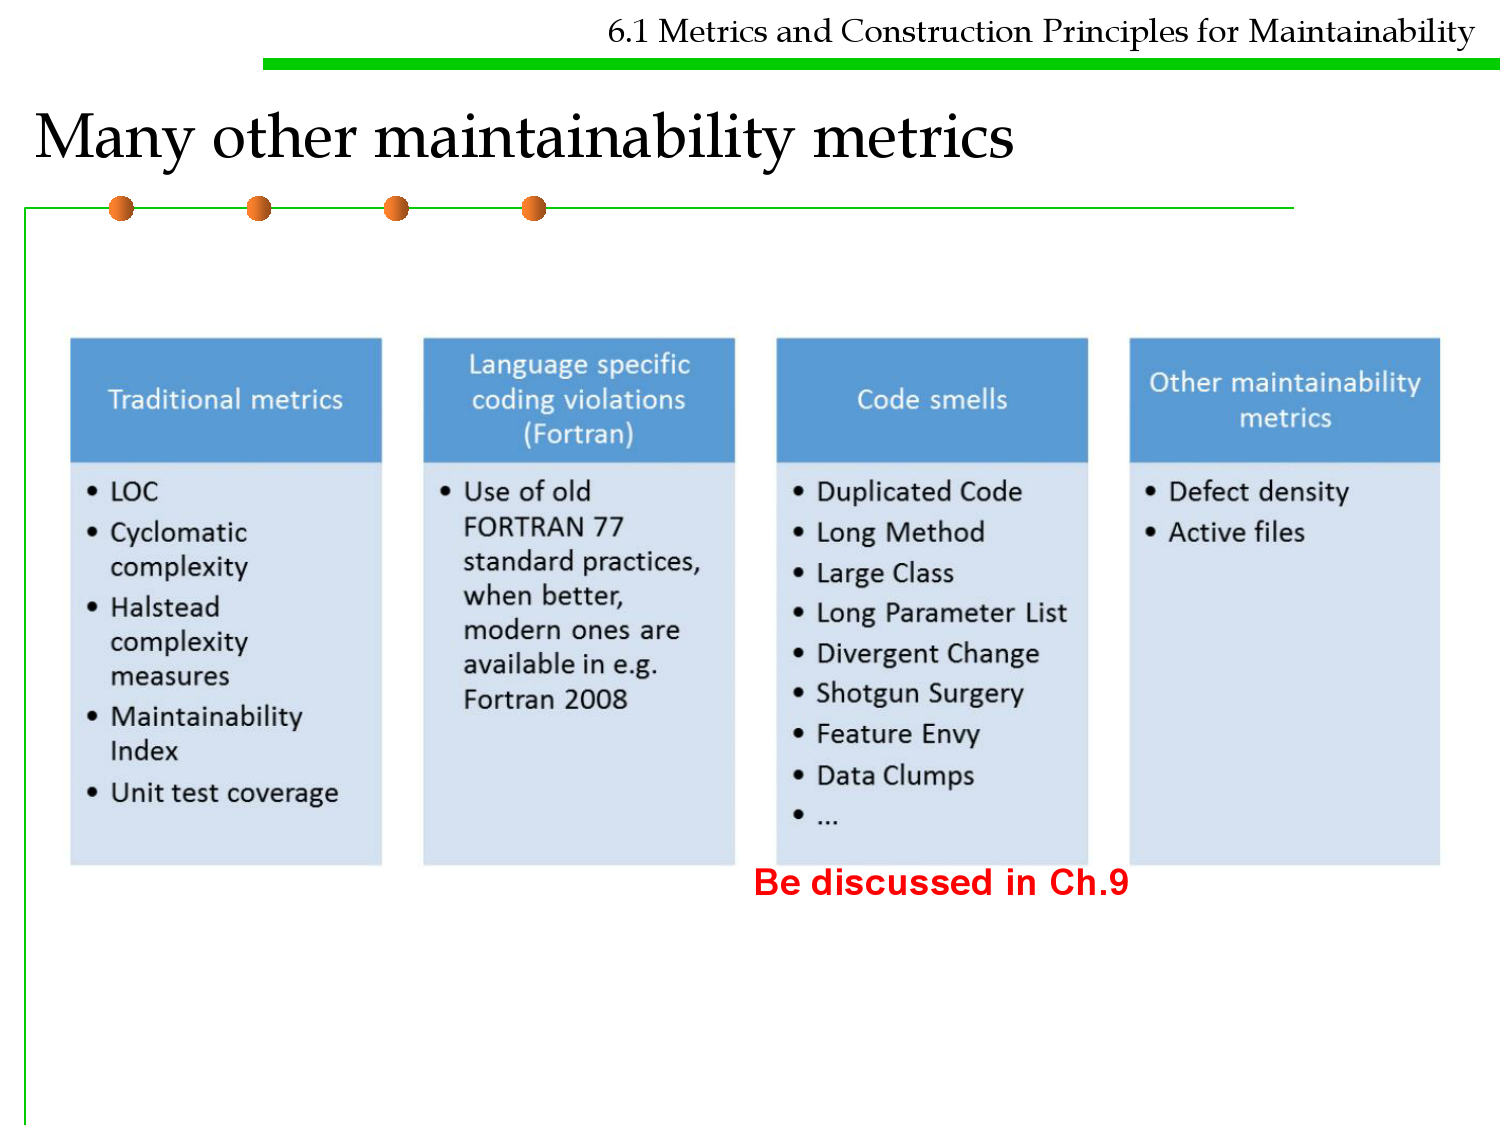 6.1 Metrics and Construction Principles for Maintainability
Many other maintainability metrics
Traditional metrics
• LOC
• Cyclomatic
complexity
• Halstead
complexity
measures
• Maintainability
Index
• Unit test coverage
Language specific
coding violations
(Fortran)
• Use of old
FORTRAN 77
standard practices,
when better,
modern ones are
available in e.g.
Fortran 2008
Code smells
• Duplicated Code
• Long Method
• Large Class
• Long Parameter List
• Divergent Change
• Shotgun Surgery
• Feature Envy
• Data Clumps
• ...
Other maintainability
metrics
• Defect density
• Active files
Be discussed in Ch.9